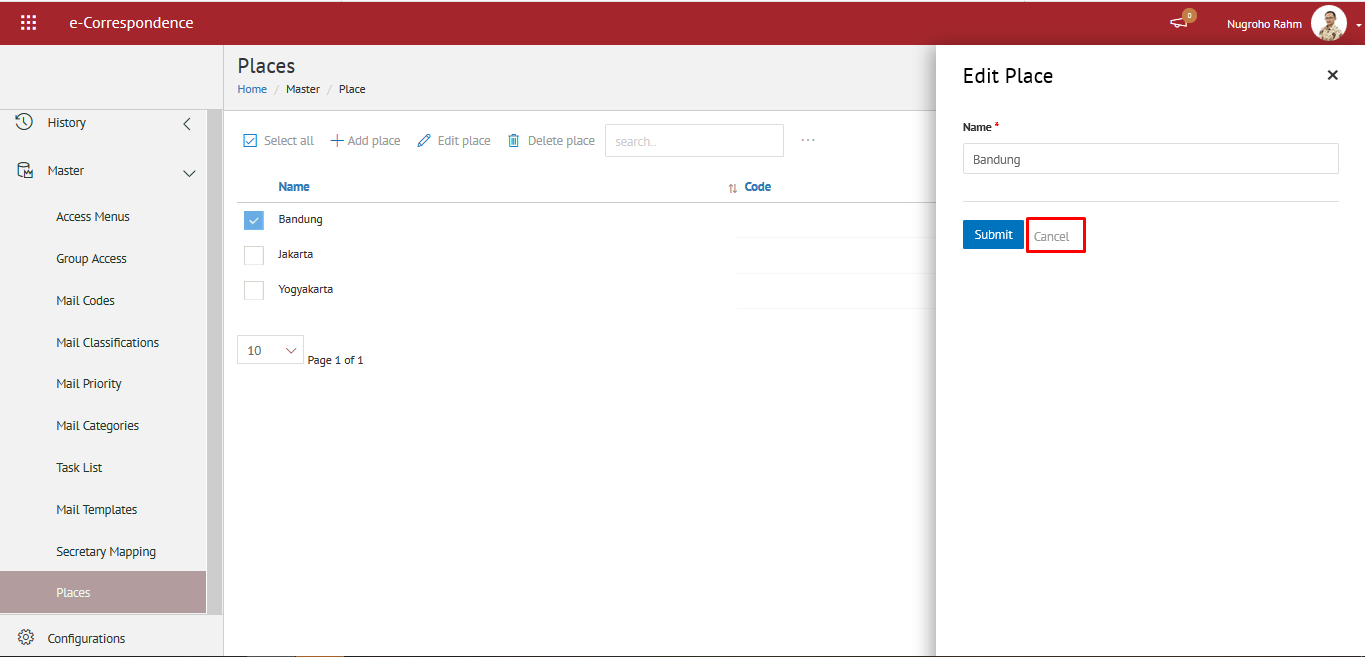 e-Correspondence
0
Nugroho Rahm
Places
Home / Master / Place
History
Master
Access Menus
Group Access
Mail Codes
Mail Classifications
Mail Priority
Mail Categories
Task List
Mail Templates
Secretary Mapping
Places
Configurations
Select all Add place Edit place Delete place search.. ...
Name Code
Bandung
Jakarta
Yogyakarta
10 Page 1 of 1
Edit Place
Name *
Bandung
Submit Cancel